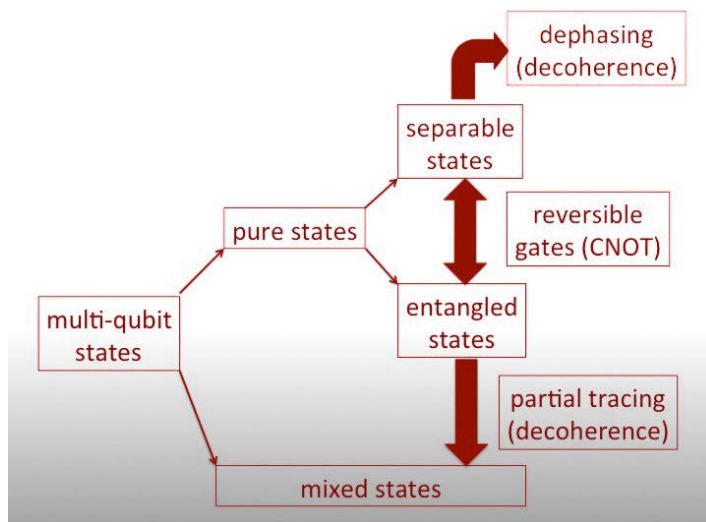 dephasing
(decoherence)
separable
states
pure states
reversible
gates (CNOT)
multi-qubit
states
entangled
states
partial tracing
(decoherence)
mixed states